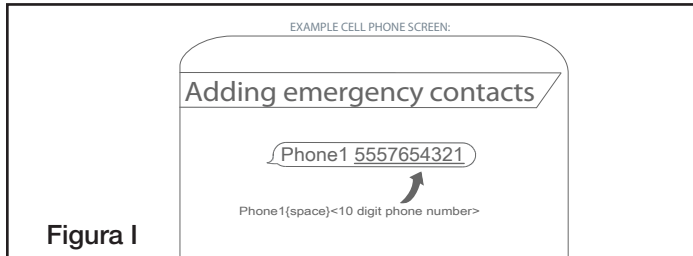 EXAMPLE CELL PHONE SCREEN:
Adding emergency contacts
Phone1 5557654321
Phone1{space}<10 digit phone number>
Figura I